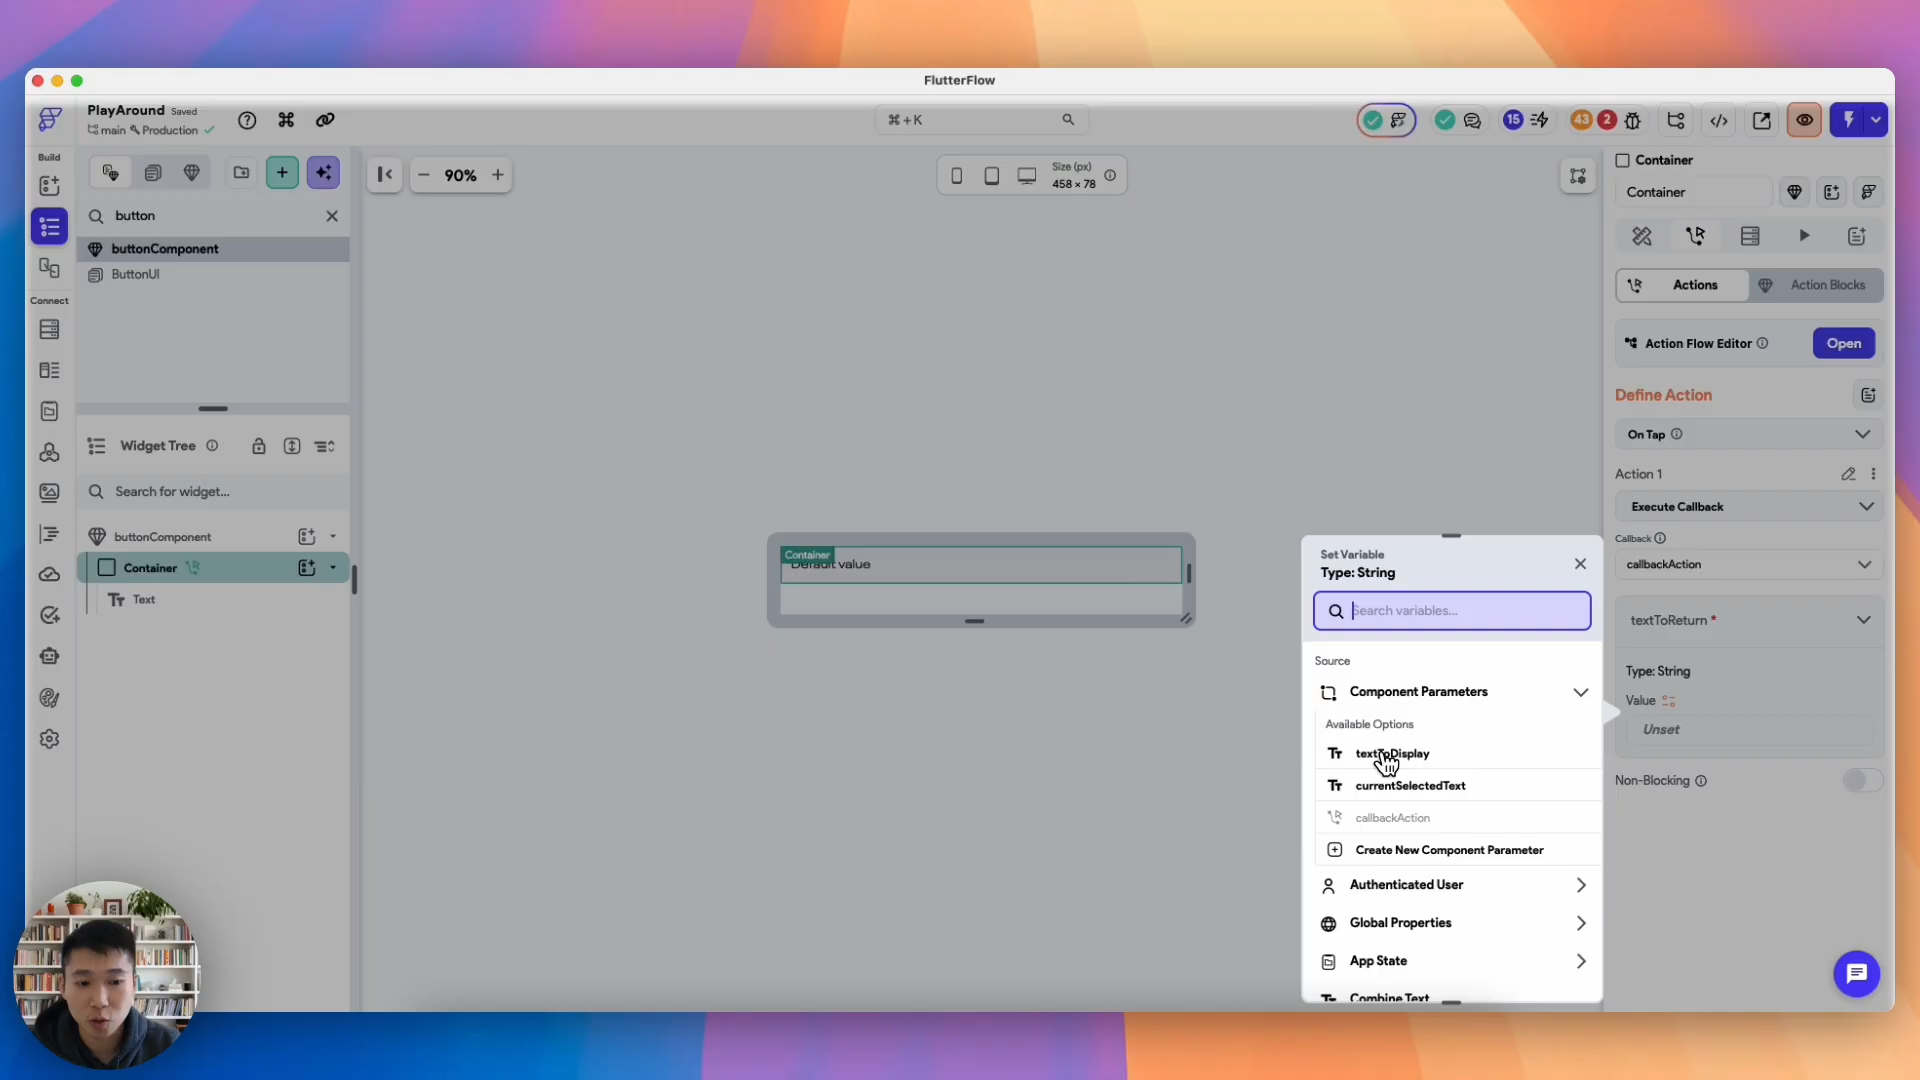 FlutterFlow
PlayAround Saved
main Production
⌘+K
15
43
2
Build
Connect
button
buttonComponent
ButtonUI
90%
Size (px)
458 × 78
Widget Tree
Search for widget...
buttonComponent
Container
Text
Container
Default value
Set Variable
Type: String
Search variables...
Source
Component Parameters
Available Options
textToDisplay
currentSelectedText
callbackAction
Create New Component Parameter
Authenticated User
Global Properties
App State
Combine Text
Container
Container
Actions
Action Blocks
Action Flow Editor
Open
Define Action
On Tap
Action 1
Execute Callback
Callback
callbackAction
textToReturn *
Type: String
Value
Unset
Non-Blocking